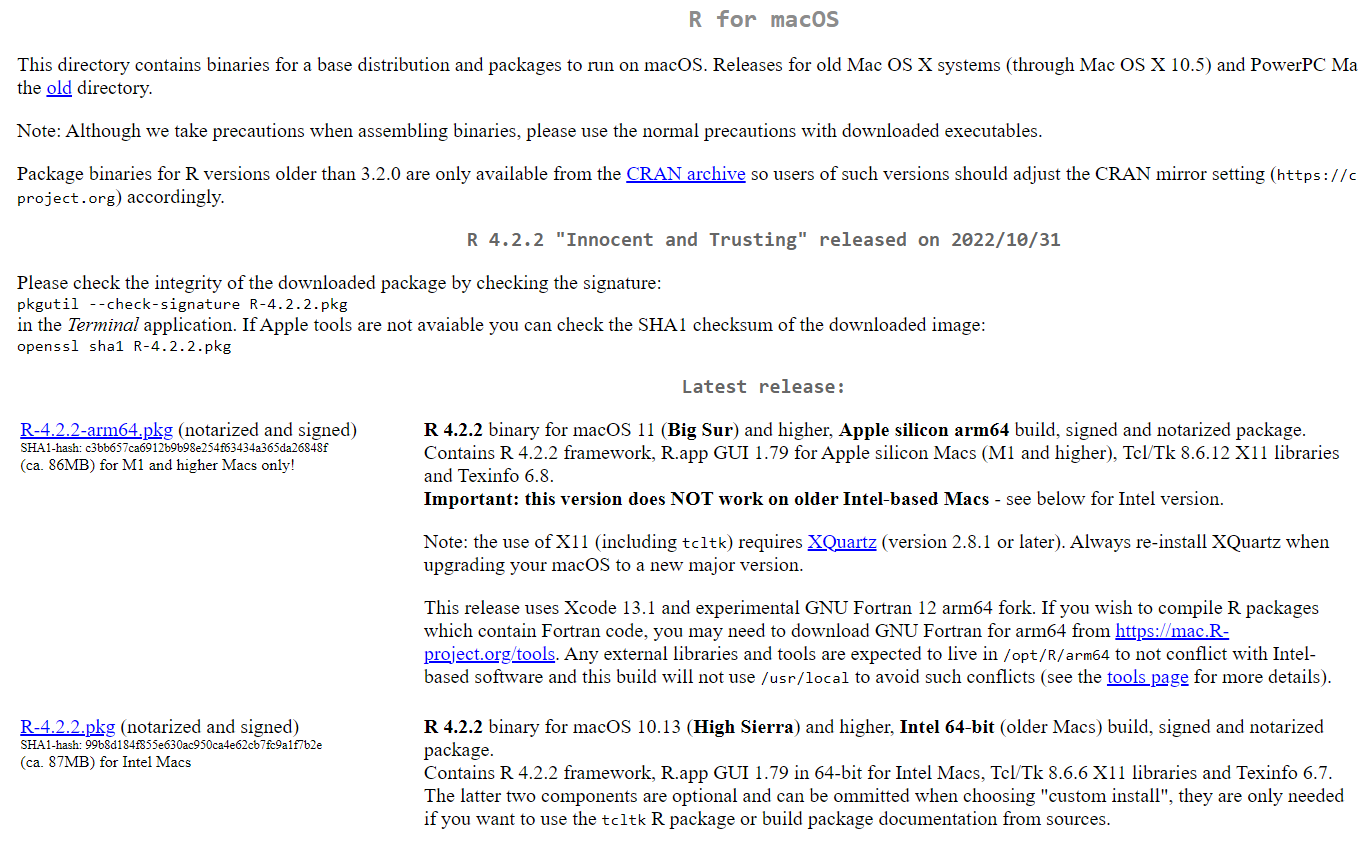 R for macOS
This directory contains binaries for a base distribution and packages to run on macOS. Releases for old Mac OS X systems (through Mac OS X 10.5) and PowerPC Ma
the old directory.
Note: Although we take precautions when assembling binaries, please use the normal precautions with downloaded executables.
Package binaries for R versions older than 3.2.0 are only available from the CRAN archive so users of such versions should adjust the CRAN mirror setting (https://c
project.org) accordingly.
R 4.2.2 "Innocent and Trusting" released on 2022/10/31
Please check the integrity of the downloaded package by checking the signature:
pkgutil --check-signature R-4.2.2.pkg
in the Terminal application. If Apple tools are not avaiable you can check the SHA1 checksum of the downloaded image:
openssl sha1 R-4.2.2.pkg
Latest release:
R-4.2.2-arm64.pkg (notarized and signed)
SHA1-hash: c3bb657ca6912b9b98e254f63434a365da26848f
(ca. 86MB) for M1 and higher Macs only!
R 4.2.2 binary for macOS 11 (Big Sur) and higher, Apple silicon arm64 build, signed and notarized package.
Contains R 4.2.2 framework, R.app GUI 1.79 for Apple silicon Macs (M1 and higher), Tcl/Tk 8.6.12 X11 libraries
and Texinfo 6.8.
Important: this version does NOT work on older Intel-based Macs - see below for Intel version.
Note: the use of X11 (including tcltk) requires XQuartz (version 2.8.1 or later). Always re-install XQuartz when
upgrading your macOS to a new major version.
This release uses Xcode 13.1 and experimental GNU Fortran 12 arm64 fork. If you wish to compile R packages
which contain Fortran code, you may need to download GNU Fortran for arm64 from https://mac.R-
project.org/tools. Any external libraries and tools are expected to live in /opt/R/arm64 to not conflict with Intel-
based software and this build will not use /usr/local to avoid such conflicts (see the tools page for more details).
R-4.2.2.pkg (notarized and signed)
SHA1-hash: 99b8d184f855e630ac950ca4e62cb7fc9a1f7b2e
(ca. 87MB) for Intel Macs
R 4.2.2 binary for macOS 10.13 (High Sierra) and higher, Intel 64-bit (older Macs) build, signed and notarized
package.
Contains R 4.2.2 framework, R.app GUI 1.79 in 64-bit for Intel Macs, Tcl/Tk 8.6.6 X11 libraries and Texinfo 6.7.
The latter two components are optional and can be ommitted when choosing "custom install", they are only needed
if you want to use the tcltk R package or build package documentation from sources.